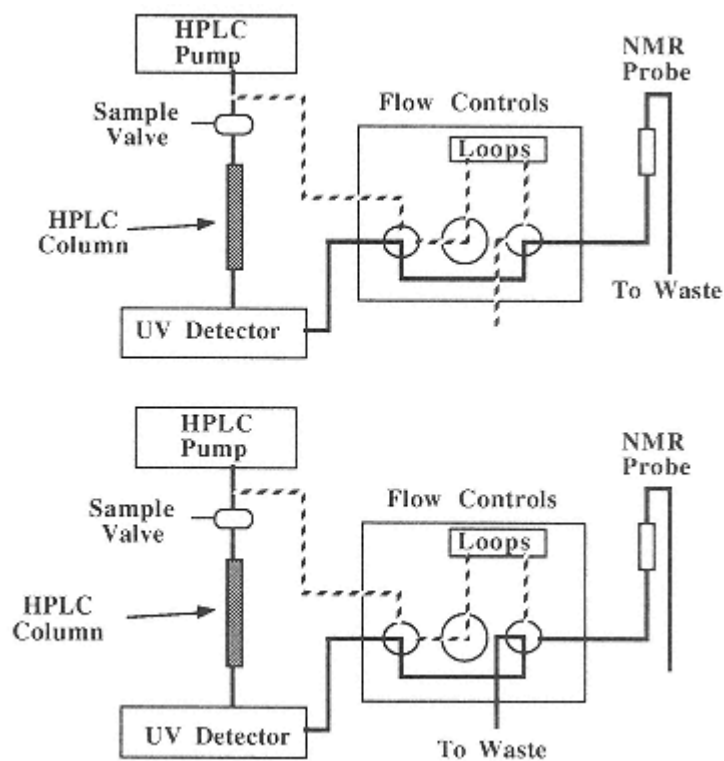 HPLC
Pump
Sample
Valve
HPLC
Column
UV Detector
Flow Controls
Loops
NMR
Probe
To Waste
HPLC
Pump
Sample
Valve
HPLC
Column
UV Detector
Flow Controls
Loops
To Waste
NMR
Probe